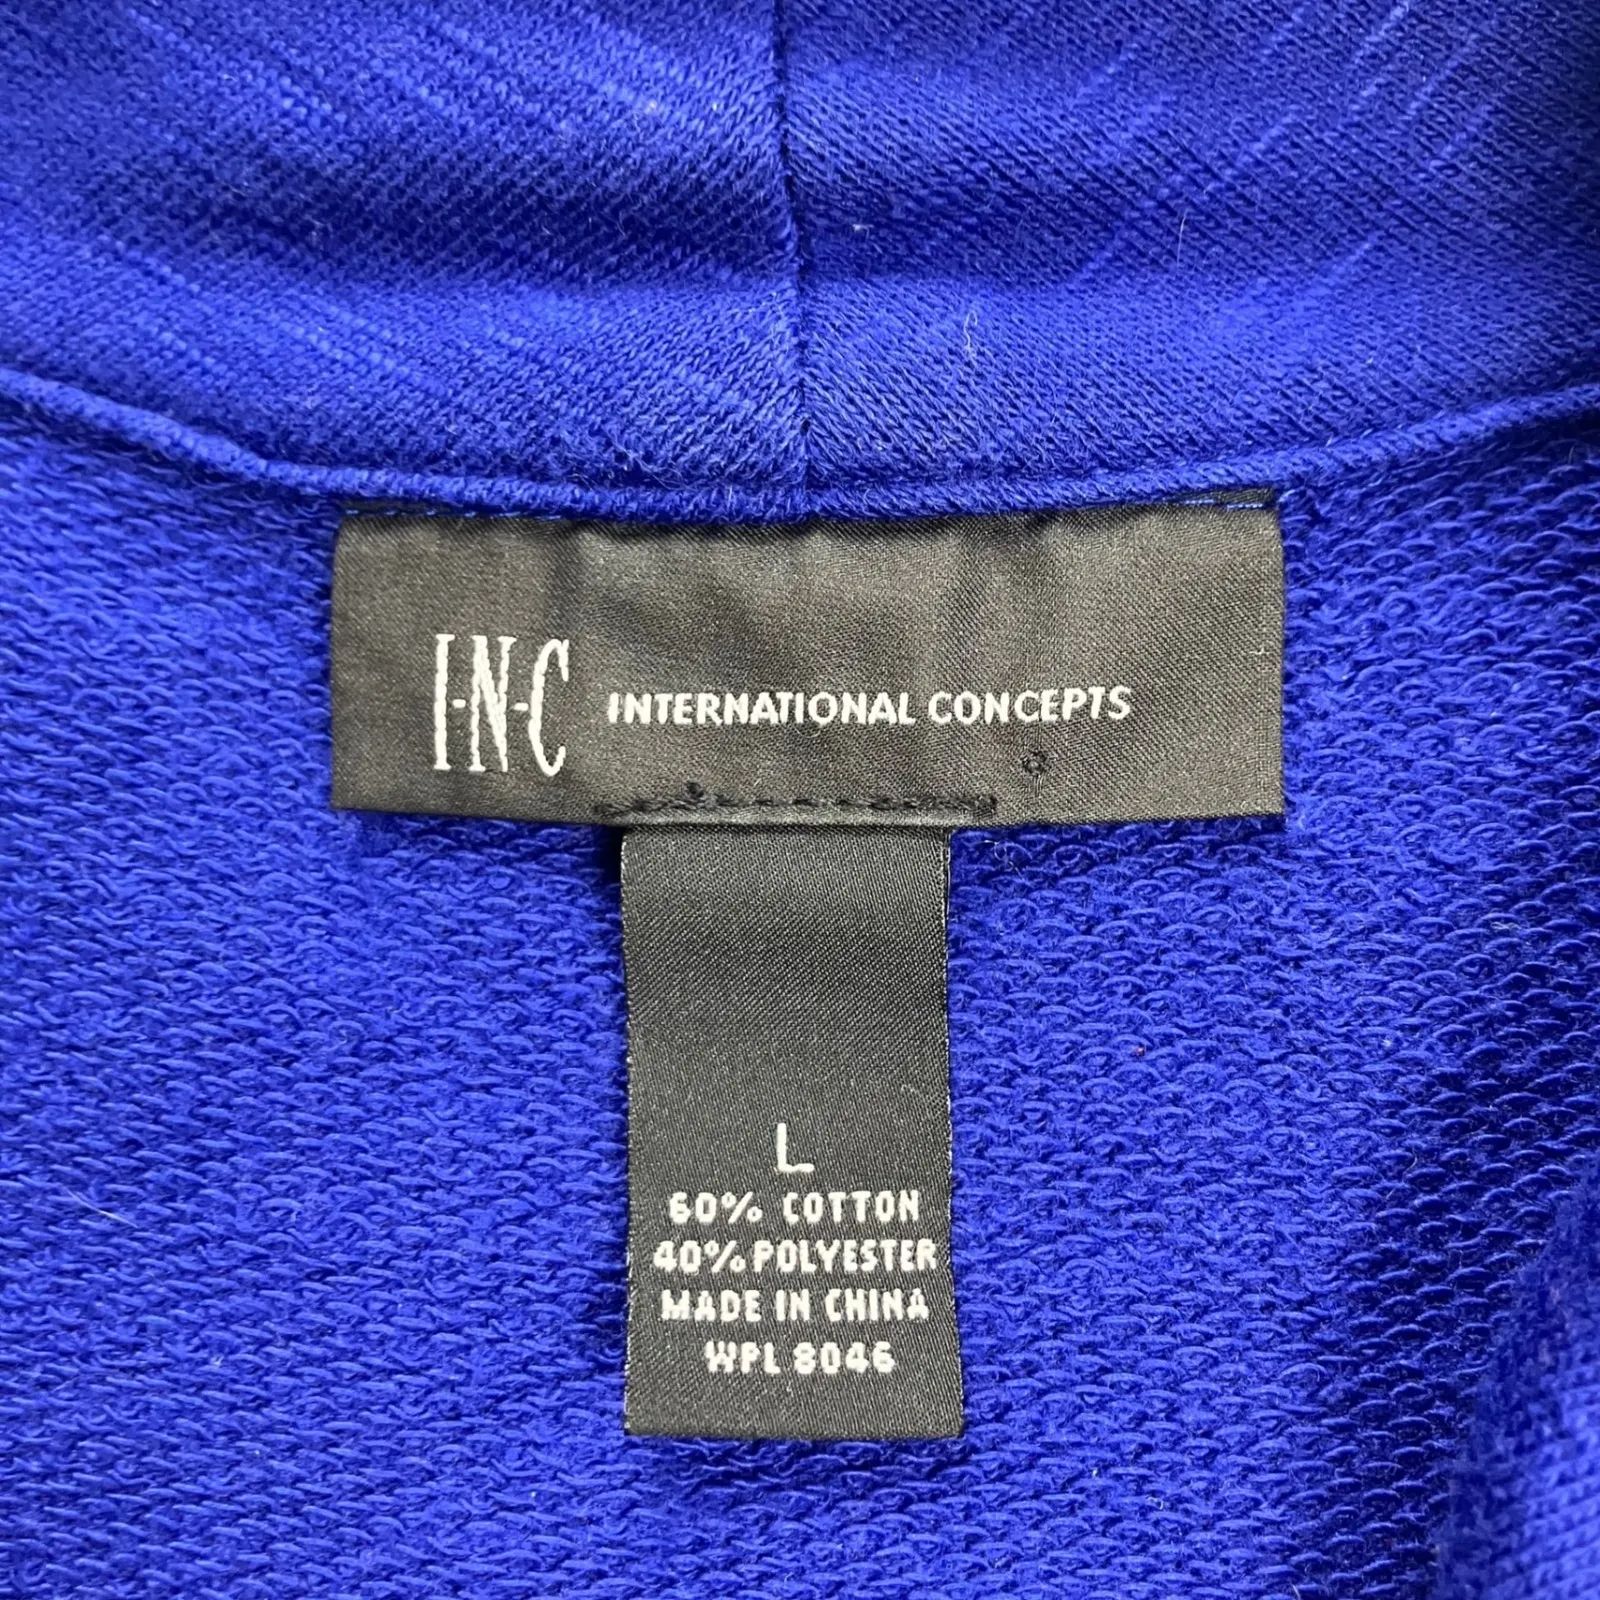 I·N·C INTERNATIONAL CONCEPTS
L
60% COTTON
40% POLYESTER
MADE IN CHINA
WPL 8046